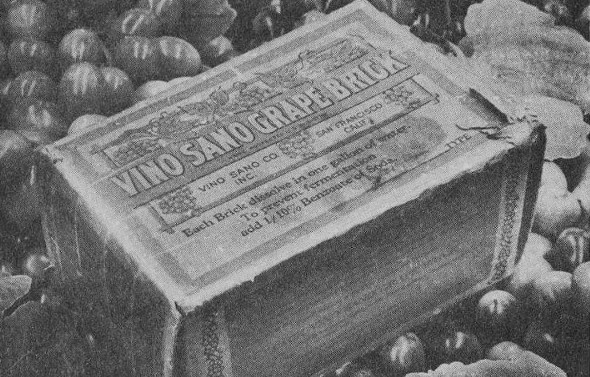 VINO SANO GRAPE BRICK
VINO SANO CO. INC.
SAN FRANCISCO CALIF.
Each Brick dissolve in one gallon of water.
To prevent fermentation
add 1/10% Benzoate of Soda.
TYPE